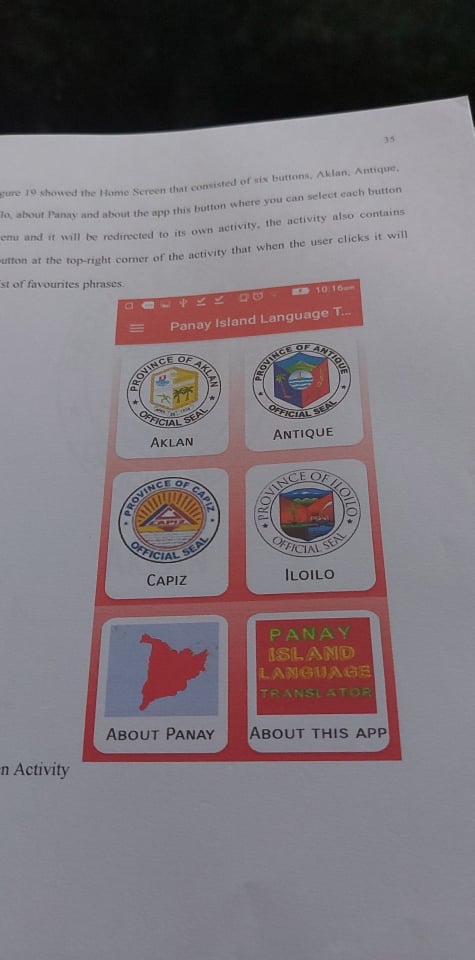 35
gure 19 showed the Home Screen that consisted of six buttons, Aklan, Antique,
lo, about Panay and about the app this button where you can select each button
enu and it will be redirected to its own activity, the activity also contains
utton at the top-right corner of the activity that when the user clicks it will
st of favourites phrases.
10:16am
Panay Island Language T...
PROVINCE OF AKLAN
OFFICIAL SEAL
AKLAN
PROVINCE OF ANTIQUE
OFFICIAL SEAL
ANTIQUE
PROVINCE OF CAPIZ
CAPIZ
OFFICIAL SEAL
CAPIZ
PROVINCE OF ILOILO
OFFICIAL SEAL
ILOILO
ABOUT PANAY
PANAY
ISLAND
LANGUAGE
TRANSLATOR
ABOUT THIS APP
n Activity